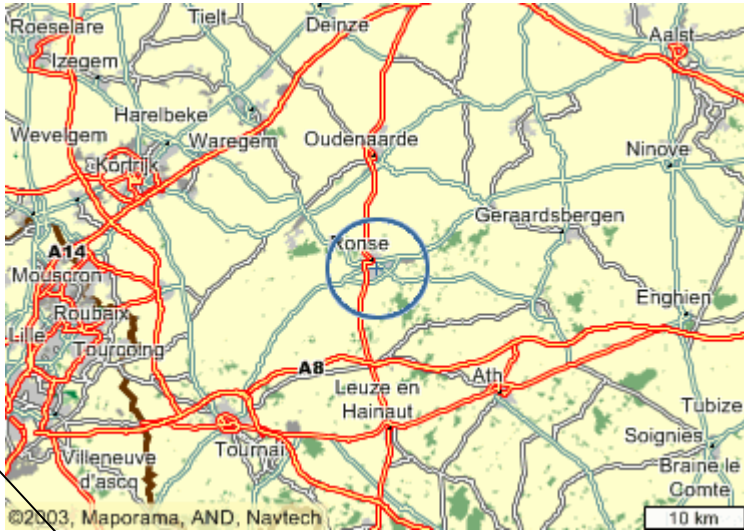 Roeselare
Tielt
Deinze
Aalst
Izegem
Harelbeke
Wevelgem
Waregem
Oudenaarde
Ninove
Kortrijk
Geraardsbergen
Ronse
A14
Mouscron
Enghien
Roubaix
Lille
Tourcoing
A8
Leuze en
Hainaut
Ath
Tubize
Tournai
Soignies
Villeneuve
d'ascq
Braine le
Comte
©2003, Maporama, AND, Navtech
10 km